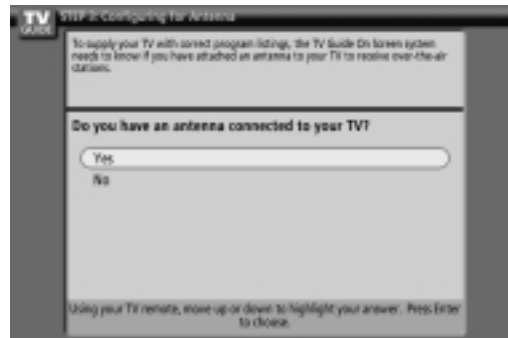 TV
GUIDE
STEP 3: Configuring for Antenna
To supply your TV with correct program listings, the TV Guide On Screen system
needs to know if you have attached an antenna to your TV to receive over-the-air
stations.
Do you have an antenna connected to your TV?
Yes
No
Using your TV remote, move up or down to highlight your answer. Press Enter
to choose.